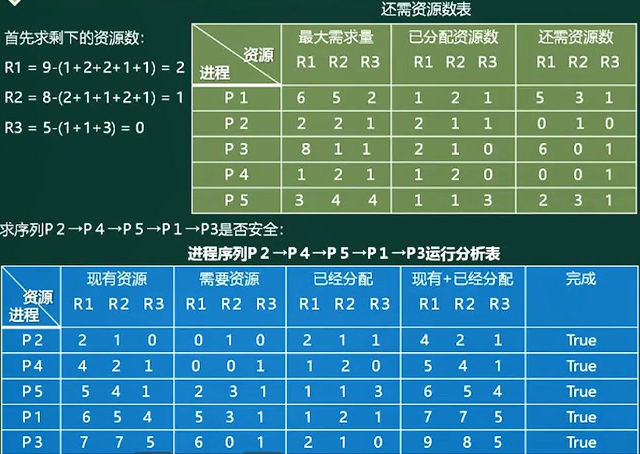 还需资源数表
首先求剩下的资源数：
R1 = 9-(1+2+2+1+1) = 2
R2 = 8-(2+1+1+2+1) = 1
R3 = 5-(1+1+3) = 0
资源 最大需求量 已分配资源数 还需资源数
进程 R1 R2 R3 R1 R2 R3 R1 R2 R3
P 1 6 5 2 1 2 1 5 3 1
P 2 2 2 1 2 1 1 0 1 0
P 3 8 1 1 2 1 0 6 0 1
P 4 1 2 1 1 2 0 0 0 1
P 5 3 4 4 1 1 3 2 3 1
求序列P 2→P 4→P 5→P1→P3是否安全：
进程序列P 2→P 4→P 5→P1→P3运行分析表
资源 现有资源 需要资源 已经分配 现有+已经分配 完成
进程 R1 R2 R3 R1 R2 R3 R1 R2 R3 R1 R2 R3
P2 2 1 0 0 1 0 2 1 1 4 2 1 True
P4 4 2 1 0 0 1 1 2 0 5 4 1 True
P5 5 4 1 2 3 1 1 1 3 6 5 4 True
P1 6 5 4 5 3 1 1 2 1 7 7 5 True
P3 7 7 5 6 0 1 2 1 0 9 8 5 True